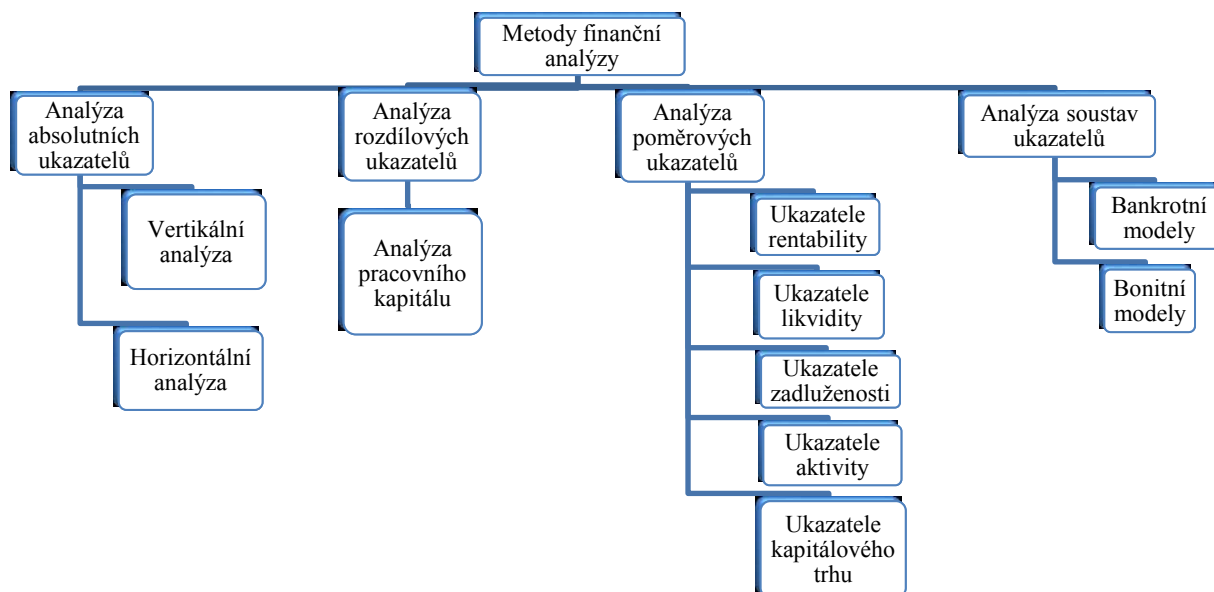 Metody finanční
analýzy
Analýza
absolutních
ukazatelů
Vertikální
analýza
Horizontální
analýza
Analýza
rozdílových
ukazatelů
Analýza
pracovního
kapitálu
Analýza
poměrových
ukazatelů
Ukazatele
rentability
Ukazatele
likvidity
Ukazatele
zadluženosti
Ukazatele
aktivity
Ukazatele
kapitálového
trhu
Analýza soustav
ukazatelů
Bankrotní
modely
Bonitní
modely